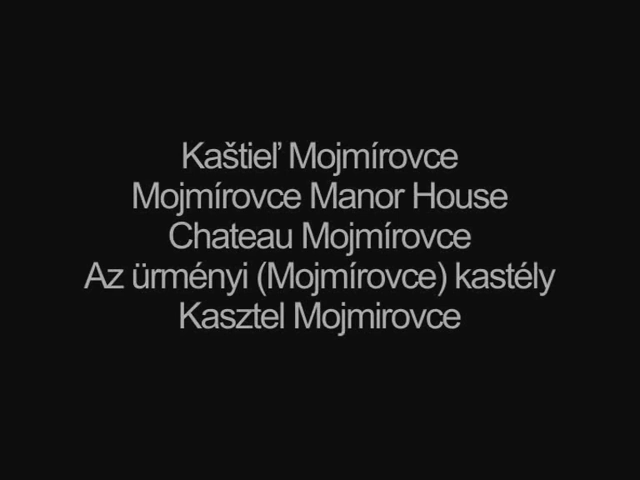 Kaštieľ Mojmírovce
Mojmírovce Manor House
Chateau Mojmírovce
Az ürményi (Mojmírovce) kastély
Kasztel Mojmirovce